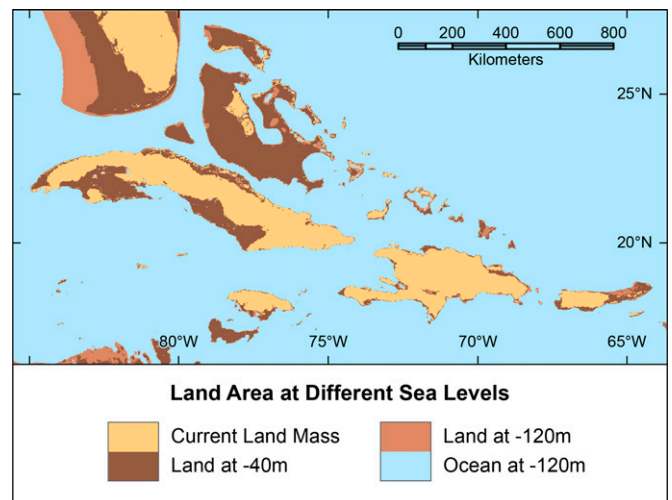 0 200 400 600 800
Kilometers
25°N
20°N
80°W 75°W 70°W 65°W
Land Area at Different Sea Levels
Current Land Mass
Land at -40m
Land at -120m
Ocean at -120m